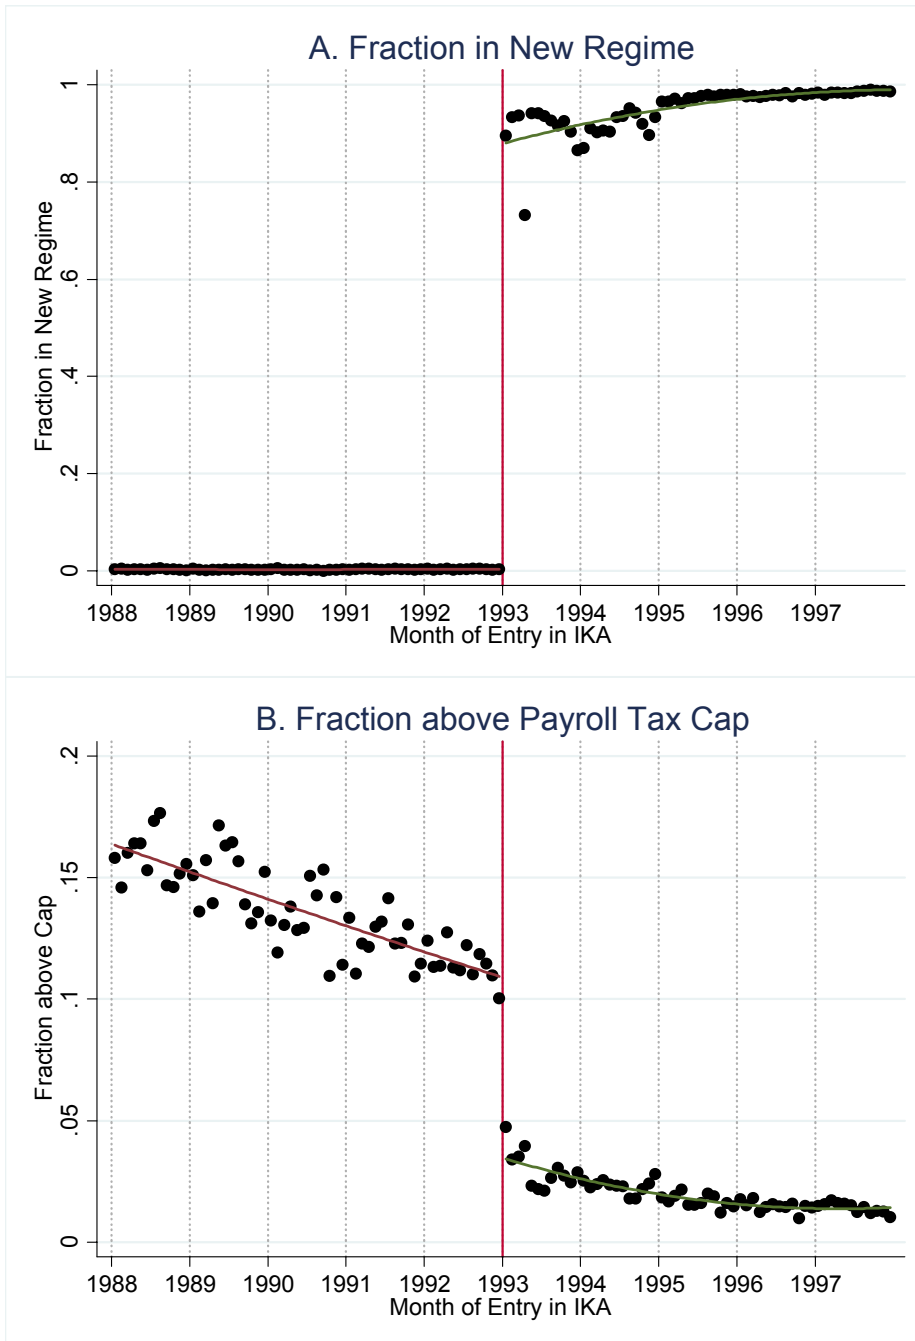 A. Fraction in New Regime
Fraction in New Regime
1
.8
.6
.4
.2
0
1988 1989 1990 1991 1992 1993 1994 1995 1996 1997
Month of Entry in IKA
B. Fraction above Payroll Tax Cap
Fraction above Cap
.2
.15
.1
.05
0
1988 1989 1990 1991 1992 1993 1994 1995 1996 1997
Month of Entry in IKA